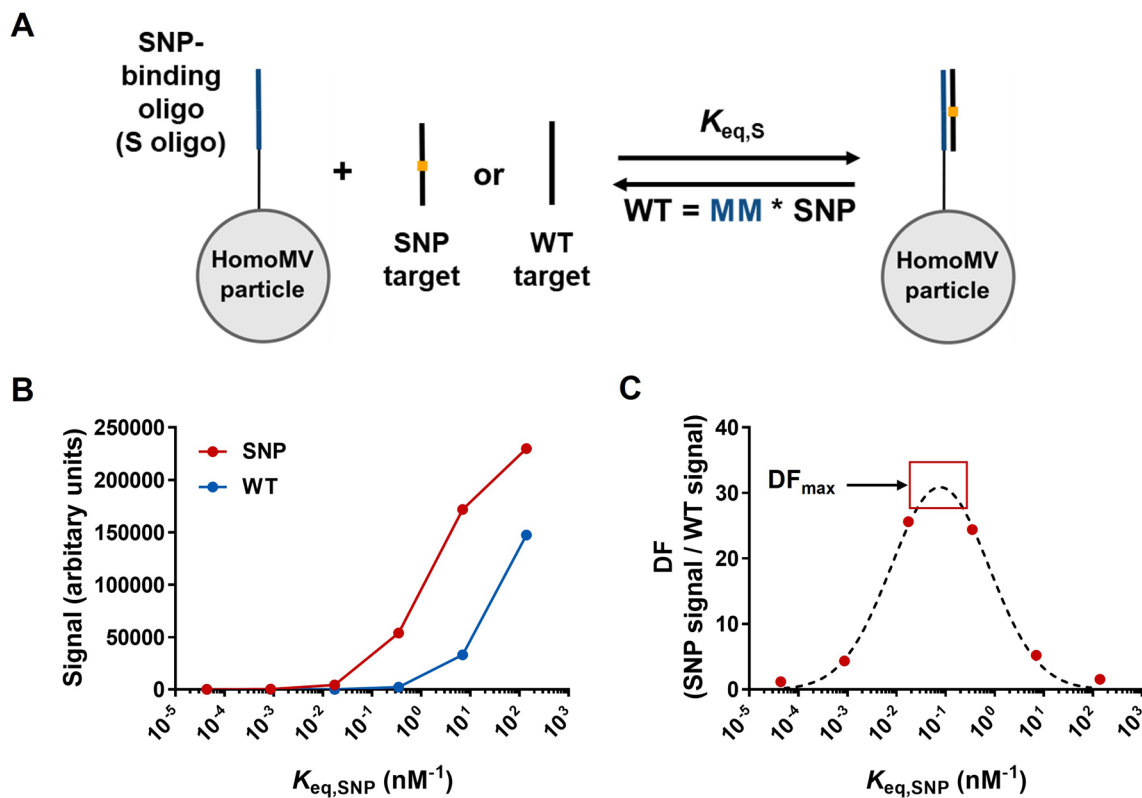 A
SNP-
binding
oligo
(S oligo)
+
SNP
target
or
WT
target
Keq,S
WT = MM * SNP
HomoMV
particle
HomoMV
particle
B
Signal (arbitary units)
250000
200000
150000
100000
50000
0
SNP
WT
10-5
10-4
10-3
10-2
10-1
100
101
102
103
Keq,SNP (nM-1)
C
DF
(SNP signal / WT signal)
40
30
20
10
0
DFmax
10-5
10-4
10-3
10-2
10-1
100
101
102
103
Keq,SNP (nM-1)